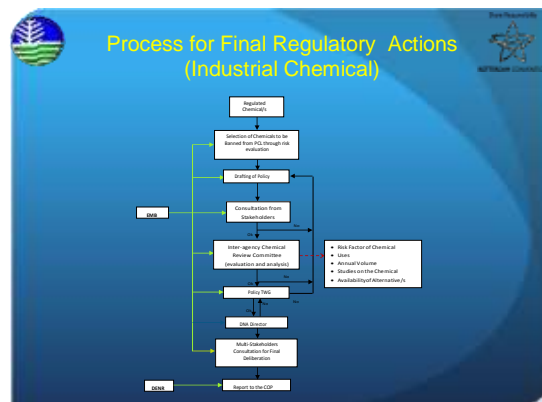 Process for Final Regulatory Actions
(Industrial Chemical)
Regulated
Chemical/s
Selection of Chemicals to be
Banned from PCL through risk
evaluation
Drafting of Policy
Consultation from
Stakeholders
EMB
Inter-agency Chemical
Review Committee
(evaluation and analysis)
• Risk Factor of Chemical
• Uses
• Annual Volume
• Studies on the Chemical
• Availability of Alternative/s
Policy TWG
DNA Director
Multi-Stakeholders
Consultation for Final
Deliberation
DENR
Report to the COP